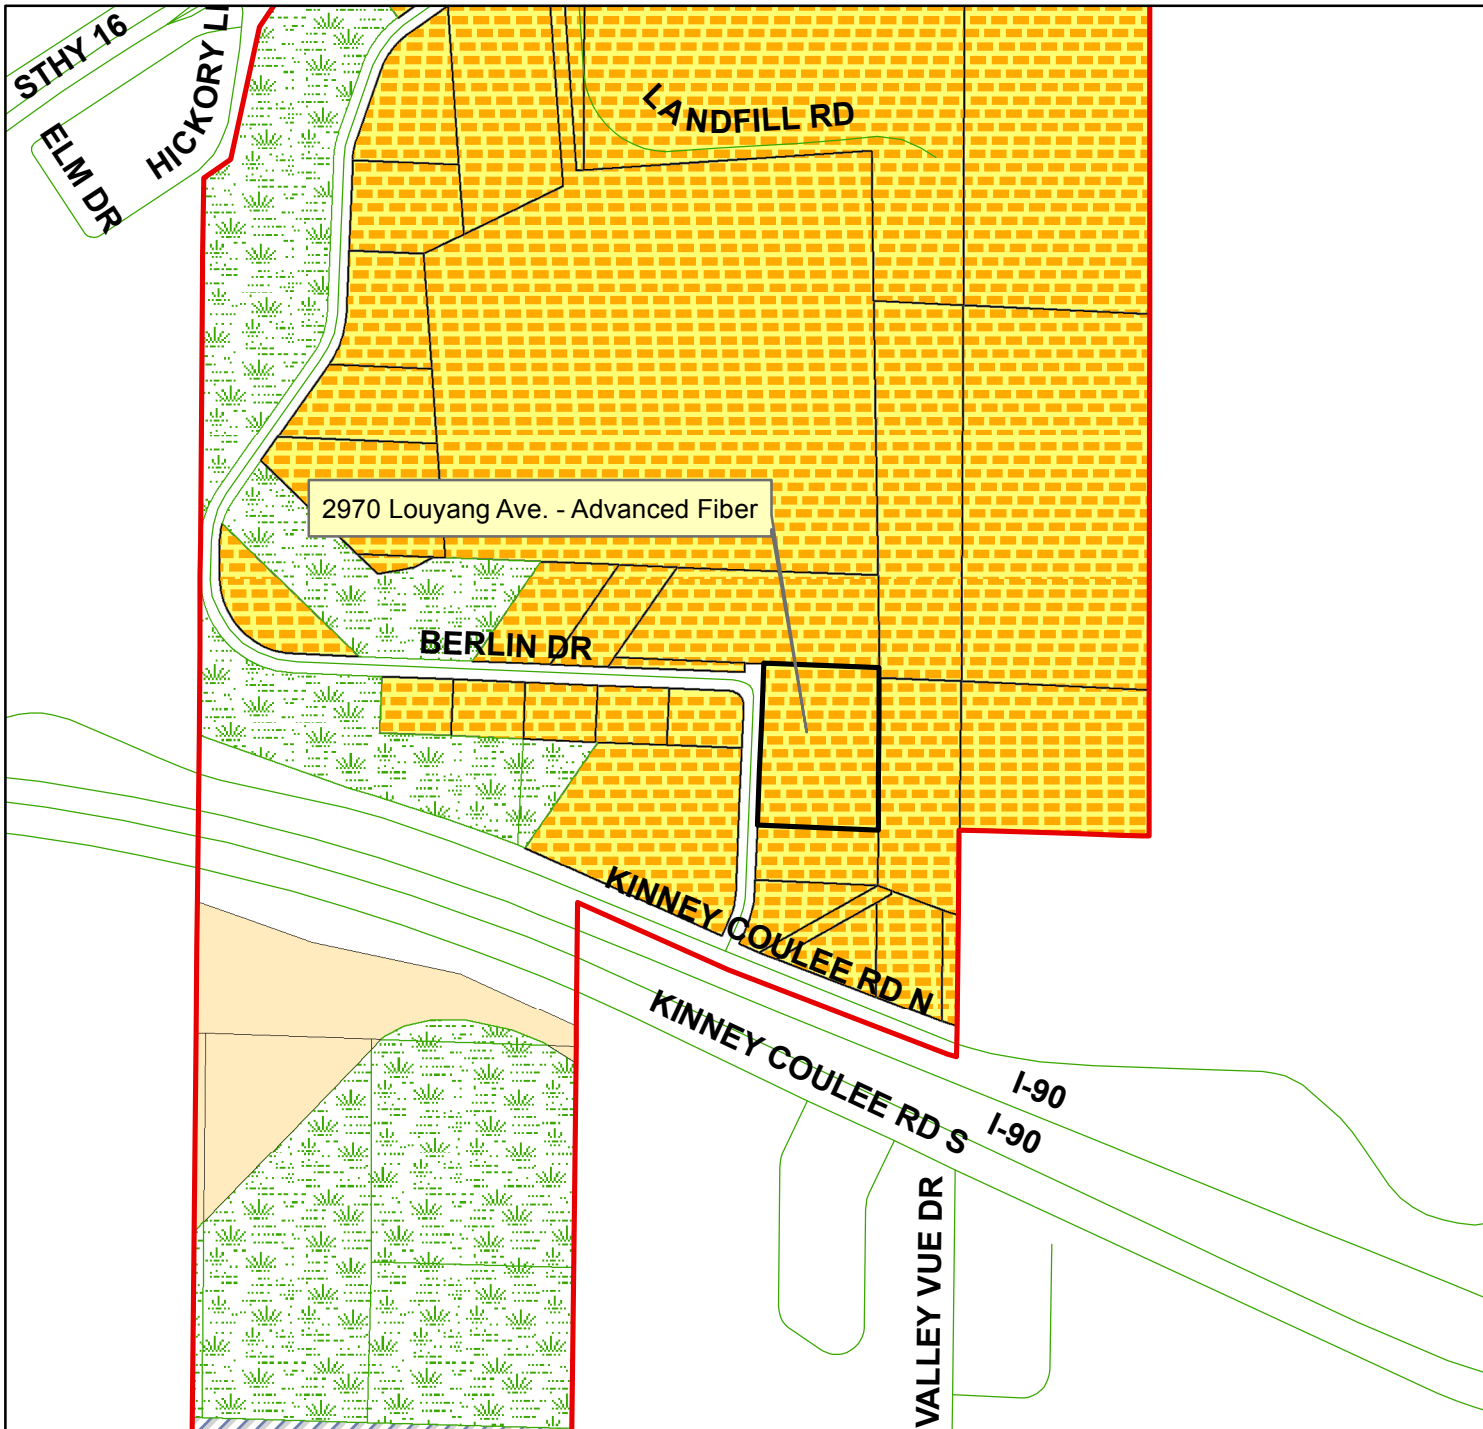 STHY 16
HICKORY
ELM DR
LANDFILL RD
2970 Louyang Ave. - Advanced Fiber
BERLIN DR
KINNEY COULEE RD N
KINNEY COULEE RD S
I-90
I-90
VALLEY VUE DR